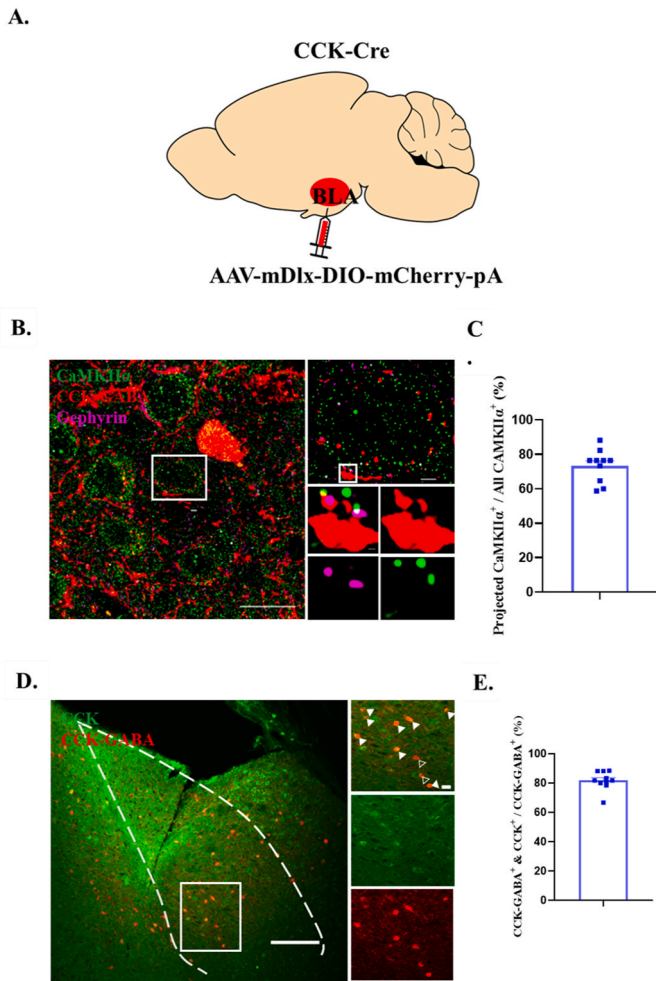 A.
CCK-Cre
BLA
AAV-mDlx-DIO-mCherry-pA
B.
CaMKIIα
CCK-GABA
Gephyrin
C
.
Projected CaMKIIα⁺ / All CAMKIIα⁺ (%)
100
80
60
40
20
0
D.
CCK
CCK-GABA
E.
CCK-GABA⁺ & CCK⁺ / CCK-GABA⁺ (%)
100
80
60
40
20
0